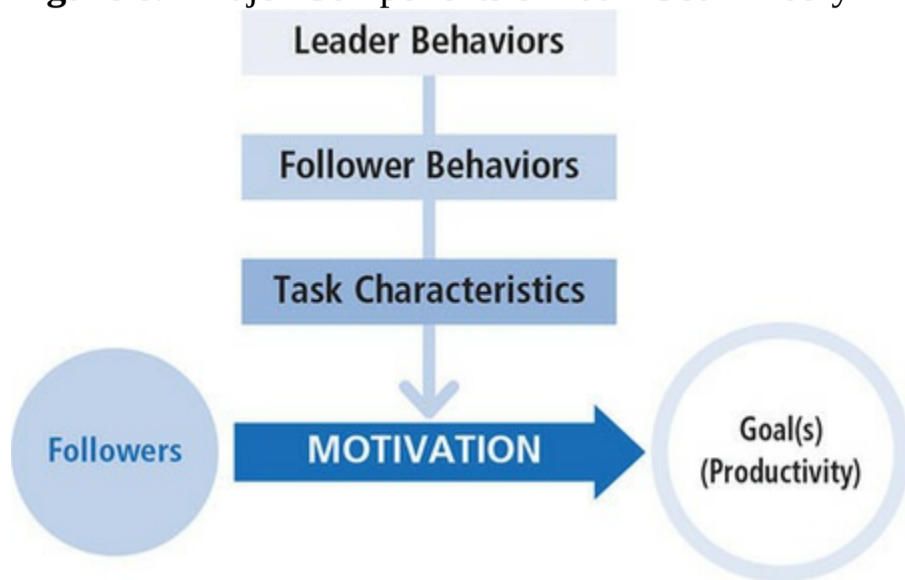 Leader Behaviors
Follower Behaviors
Task Characteristics
Followers
MOTIVATION
Goal(s)
(Productivity)